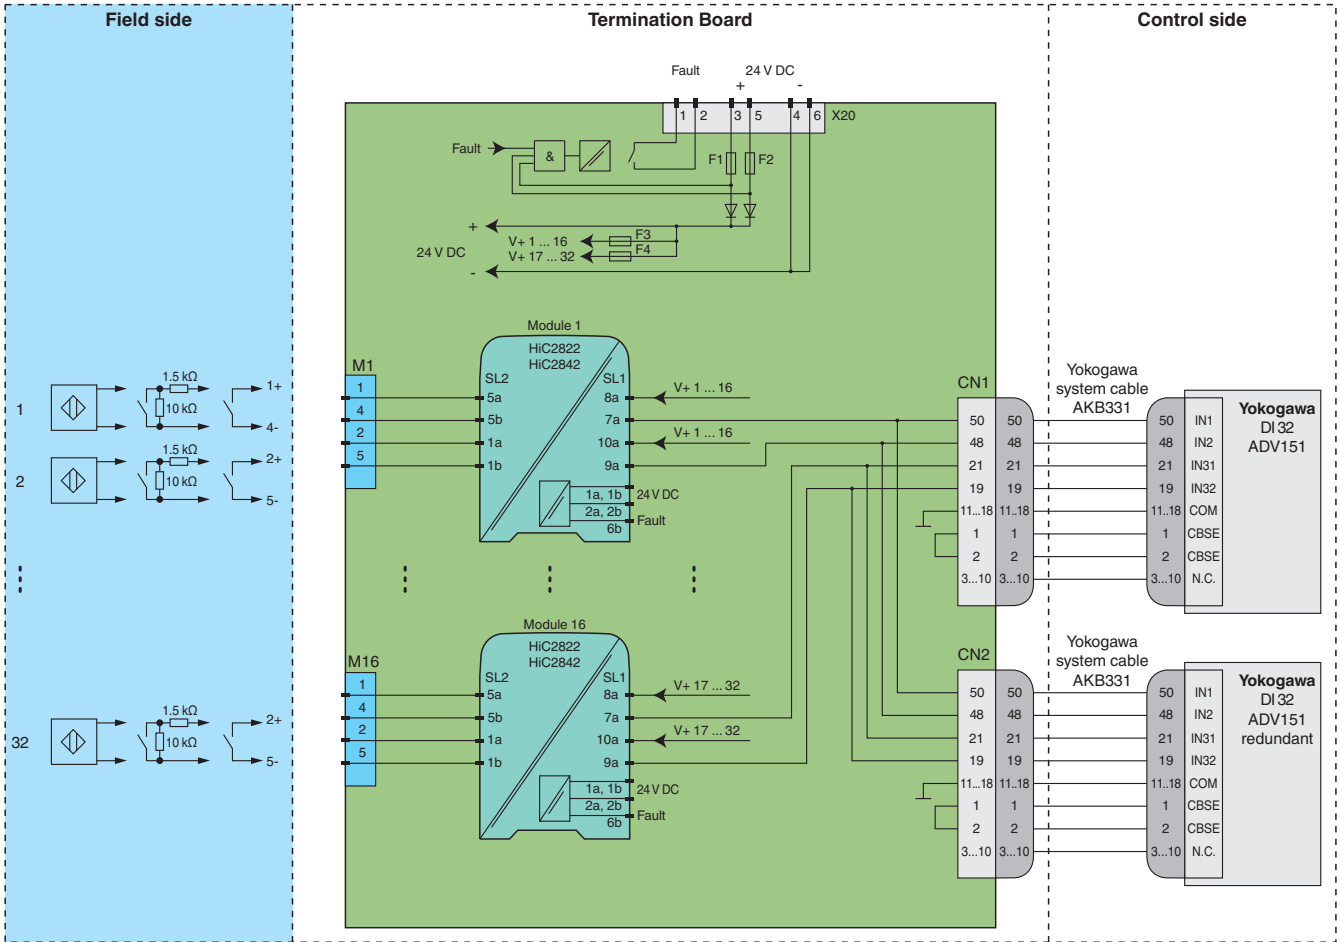 Field side
Termination Board
Control side
Fault
24 V DC
+
-
1
2
3
5
4
6
X20
Fault
&
F1
F2
+
24 V DC
-
V+ 1 ... 16
V+ 17 ... 32
F3
F4
1
1.5 kΩ
10 kΩ
1+
4-
2
1.5 kΩ
10 kΩ
2+
5-
32
1.5 kΩ
10 kΩ
2+
5-
M1
1
4
2
5
Module 1
HiC2822
HiC2842
SL2
SL1
5a
5b
1a
1b
8a
7a
10a
9a
V+ 1 ... 16
V+ 1 ... 16
1a, 1b
2a, 2b
6b
24 V DC
Fault
M16
1
4
2
5
Module 16
HiC2822
HiC2842
SL2
SL1
5a
5b
1a
1b
8a
7a
10a
9a
V+ 17 ... 32
V+ 17 ... 32
1a, 1b
2a, 2b
6b
24 V DC
Fault
CN1
Yokogawa
system cable
AKB331
50 50 50 IN1
48 48 48 IN2
21 21 21 IN31
19 19 19 IN32
11..18 11..18 11..18 COM
1 1 1 CBSE
2 2 2 CBSE
3...10 3...10 3...10 N.C.
Yokogawa
DI 32
ADV151
CN2
Yokogawa
system cable
AKB331
50 50 50 IN1
48 48 48 IN2
21 21 21 IN31
19 19 19 IN32
11..18 11..18 11..18 COM
1 1 1 CBSE
2 2 2 CBSE
3...10 3...10 3...10 N.C.
Yokogawa
DI 32
ADV151
redundant